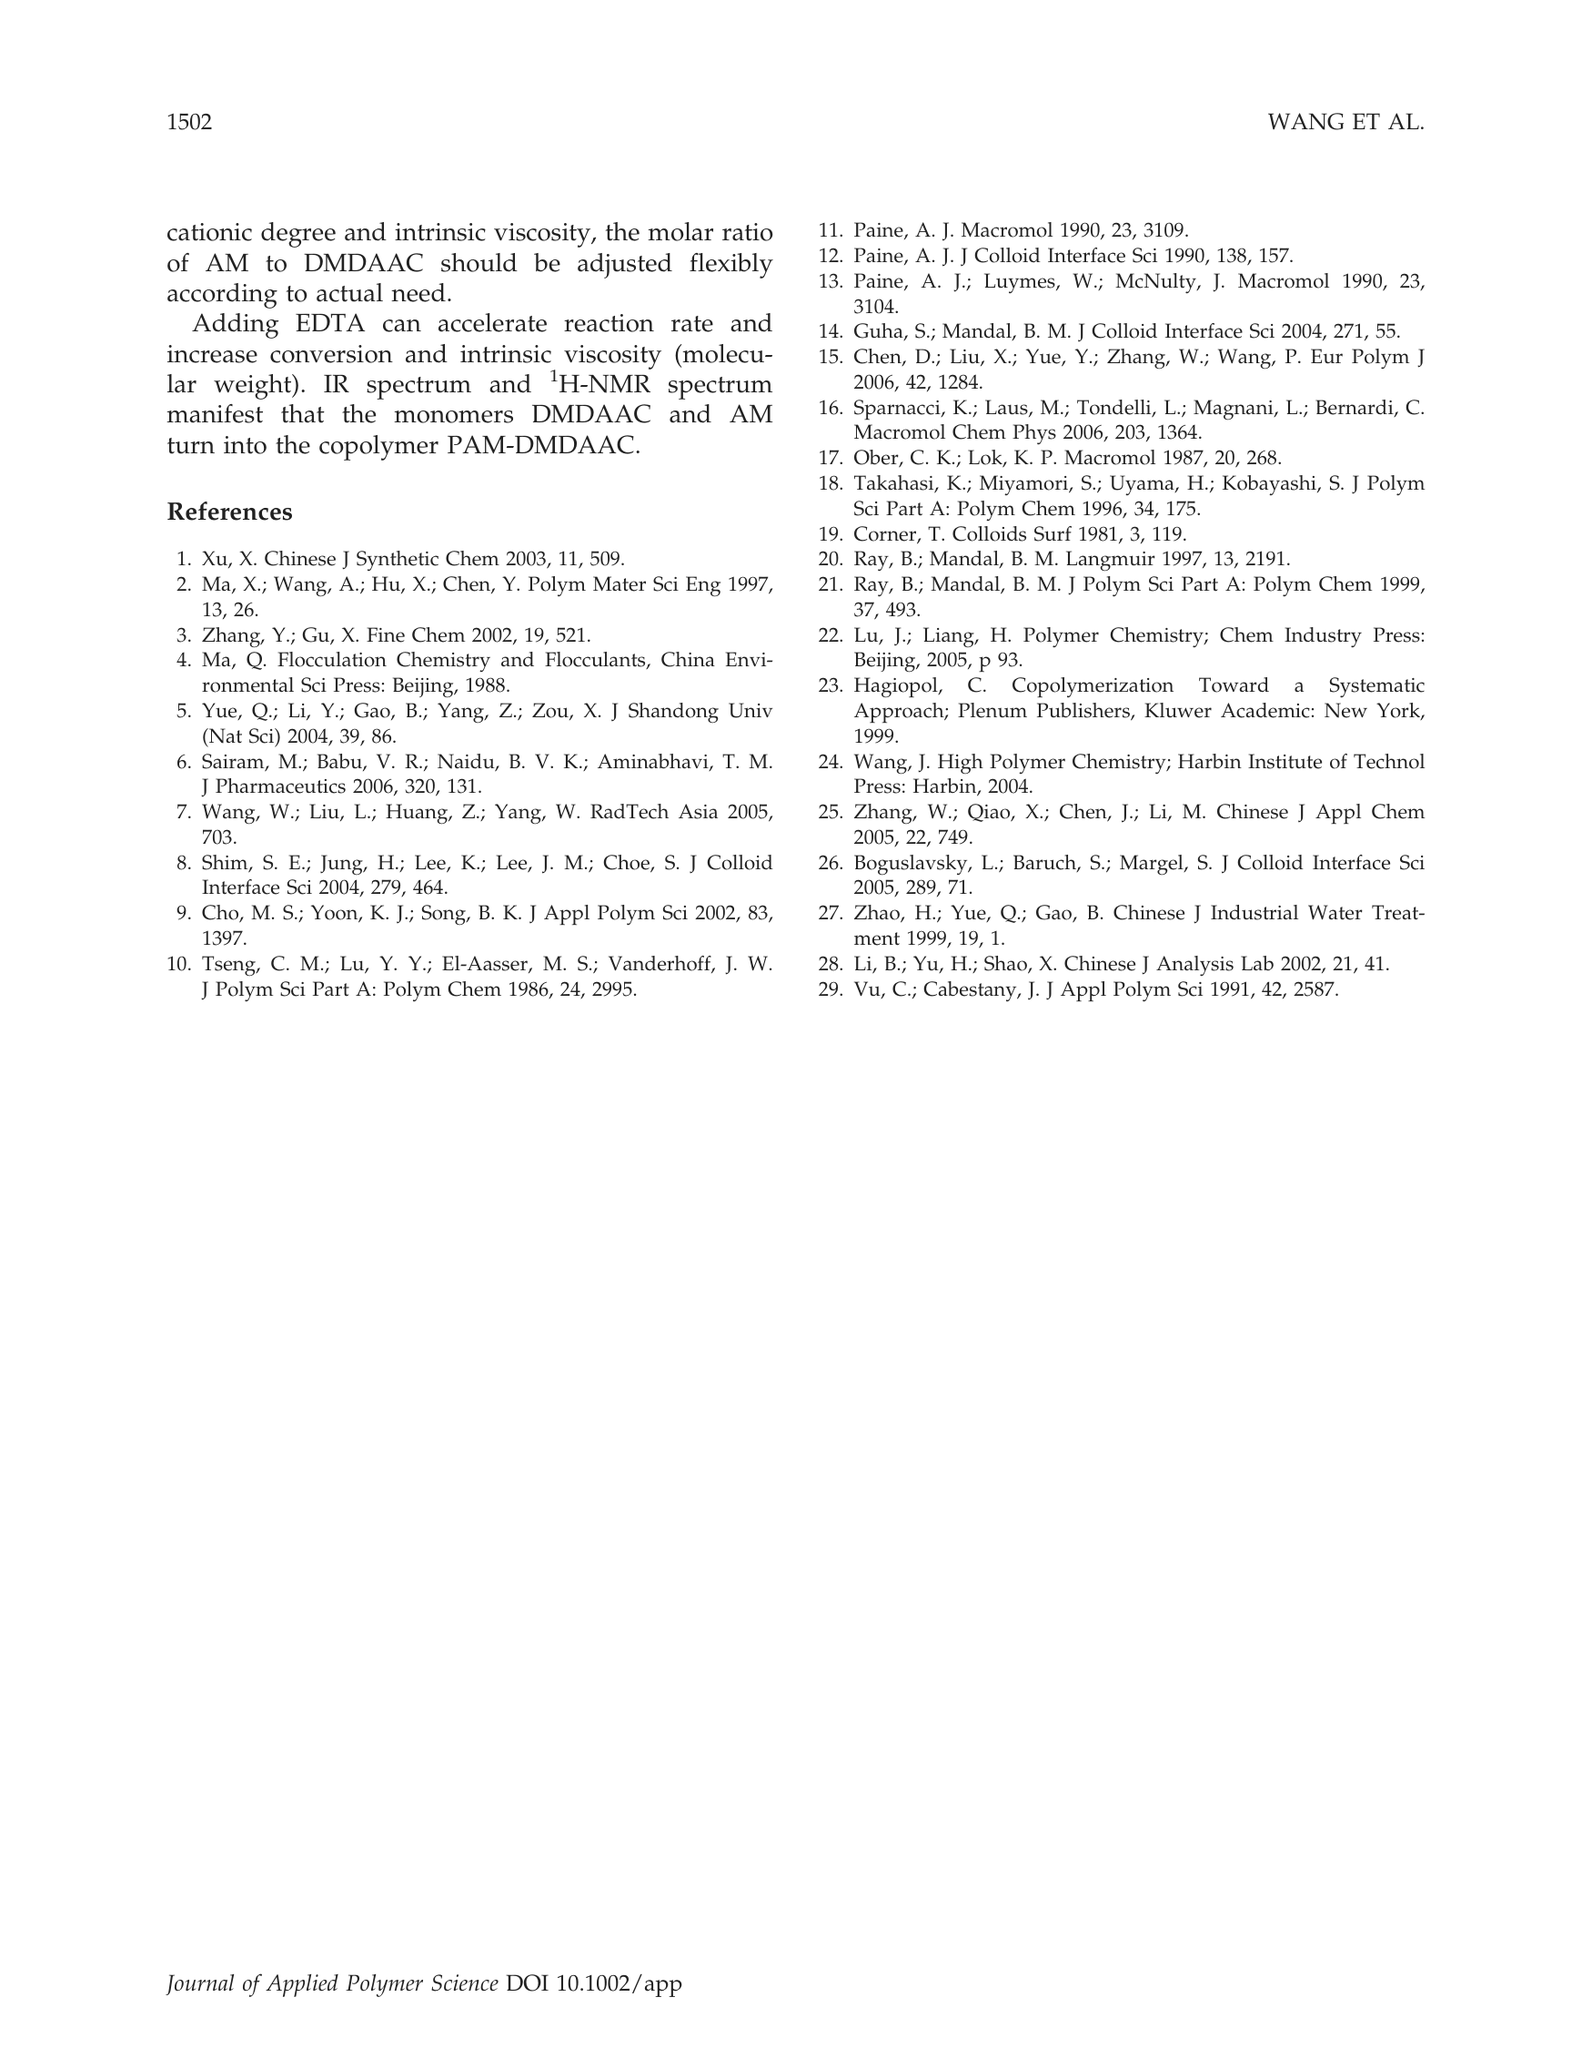 1502
WANG ET AL.
cationic degree and intrinsic viscosity, the molar ratio
of AM to DMDAAC should be adjusted flexibly
according to actual need.
Adding EDTA can accelerate reaction rate and
increase conversion and intrinsic viscosity (molecu-
lar weight). IR spectrum and ¹H-NMR spectrum
manifest that the monomers DMDAAC and AM
turn into the copolymer PAM-DMDAAC.
References
1. Xu, X. Chinese J Synthetic Chem 2003, 11, 509.
2. Ma, X.; Wang, A.; Hu, X.; Chen, Y. Polym Mater Sci Eng 1997,
13, 26.
3. Zhang, Y.; Gu, X. Fine Chem 2002, 19, 521.
4. Ma, Q. Flocculation Chemistry and Flocculants, China Envi-
ronmental Sci Press: Beijing, 1988.
5. Yue, Q.; Li, Y.; Gao, B.; Yang, Z.; Zou, X. J Shandong Univ
(Nat Sci) 2004, 39, 86.
6. Sairam, M.; Babu, V. R.; Naidu, B. V. K.; Aminabhavi, T. M.
J Pharmaceutics 2006, 320, 131.
7. Wang, W.; Liu, L.; Huang, Z.; Yang, W. RadTech Asia 2005,
703.
8. Shim, S. E.; Jung, H.; Lee, K.; Lee, J. M.; Choe, S. J Colloid
Interface Sci 2004, 279, 464.
9. Cho, M. S.; Yoon, K. J.; Song, B. K. J Appl Polym Sci 2002, 83,
1397.
10. Tseng, C. M.; Lu, Y. Y.; El-Aasser, M. S.; Vanderhoff, J. W.
J Polym Sci Part A: Polym Chem 1986, 24, 2995.
11. Paine, A. J. Macromol 1990, 23, 3109.
12. Paine, A. J. J Colloid Interface Sci 1990, 138, 157.
13. Paine, A. J.; Luymes, W.; McNulty, J. Macromol 1990, 23,
3104.
14. Guha, S.; Mandal, B. M. J Colloid Interface Sci 2004, 271, 55.
15. Chen, D.; Liu, X.; Yue, Y.; Zhang, W.; Wang, P. Eur Polym J
2006, 42, 1284.
16. Sparnacci, K.; Laus, M.; Tondelli, L.; Magnani, L.; Bernardi, C.
Macromol Chem Phys 2006, 203, 1364.
17. Ober, C. K.; Lok, K. P. Macromol 1987, 20, 268.
18. Takahasi, K.; Miyamori, S.; Uyama, H.; Kobayashi, S. J Polym
Sci Part A: Polym Chem 1996, 34, 175.
19. Corner, T. Colloids Surf 1981, 3, 119.
20. Ray, B.; Mandal, B. M. Langmuir 1997, 13, 2191.
21. Ray, B.; Mandal, B. M. J Polym Sci Part A: Polym Chem 1999,
37, 493.
22. Lu, J.; Liang, H. Polymer Chemistry; Chem Industry Press:
Beijing, 2005, p 93.
23. Hagiopol, C. Copolymerization Toward a Systematic
Approach; Plenum Publishers, Kluwer Academic: New York,
1999.
24. Wang, J. High Polymer Chemistry; Harbin Institute of Technol
Press: Harbin, 2004.
25. Zhang, W.; Qiao, X.; Chen, J.; Li, M. Chinese J Appl Chem
2005, 22, 749.
26. Boguslavsky, L.; Baruch, S.; Margel, S. J Colloid Interface Sci
2005, 289, 71.
27. Zhao, H.; Yue, Q.; Gao, B. Chinese J Industrial Water Treat-
ment 1999, 19, 1.
28. Li, B.; Yu, H.; Shao, X. Chinese J Analysis Lab 2002, 21, 41.
29. Vu, C.; Cabestany, J. J Appl Polym Sci 1991, 42, 2587.
Journal of Applied Polymer Science DOI 10.1002/app